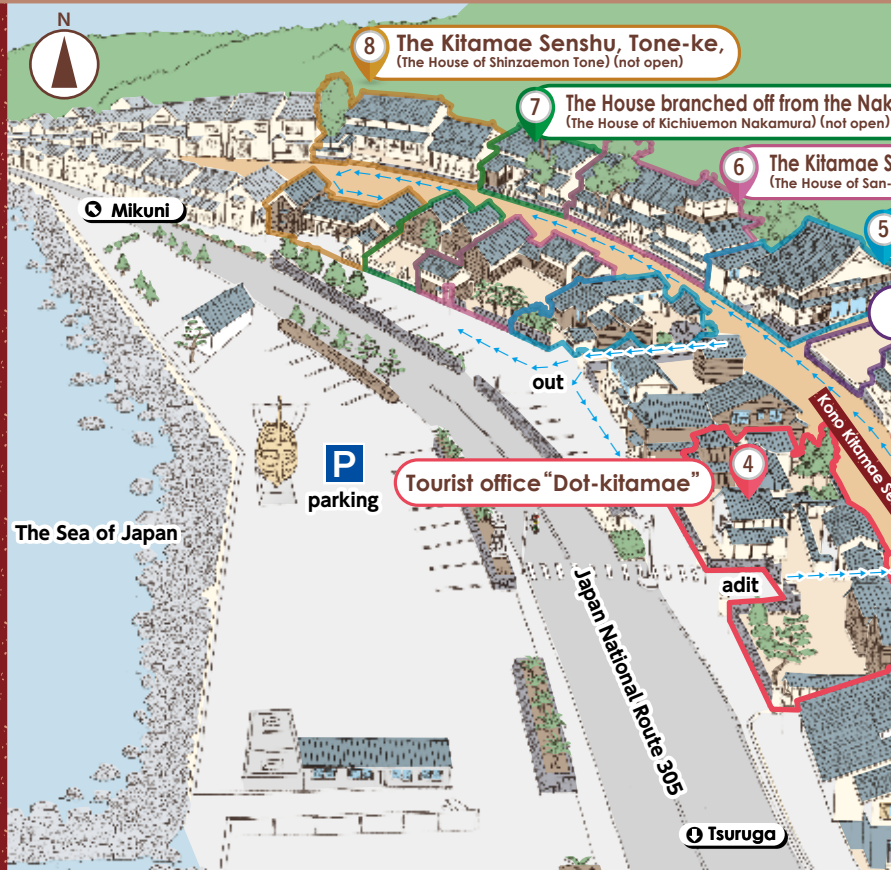 N
8 The Kitamae Senshu, Tone-ke,
(The House of Shinzaemon Tone) (not open)
7 The House branched off from the Nak
(The House of Kichiuemon Nakamura) (not open)
6 The Kitamae S
(The House of San-
5
Mikuni
out
Kono Kitamae Se
P
parking
Tourist office “Dot-kitamae”
4
The Sea of Japan
adit
Japan National Route 305
Tsuruga